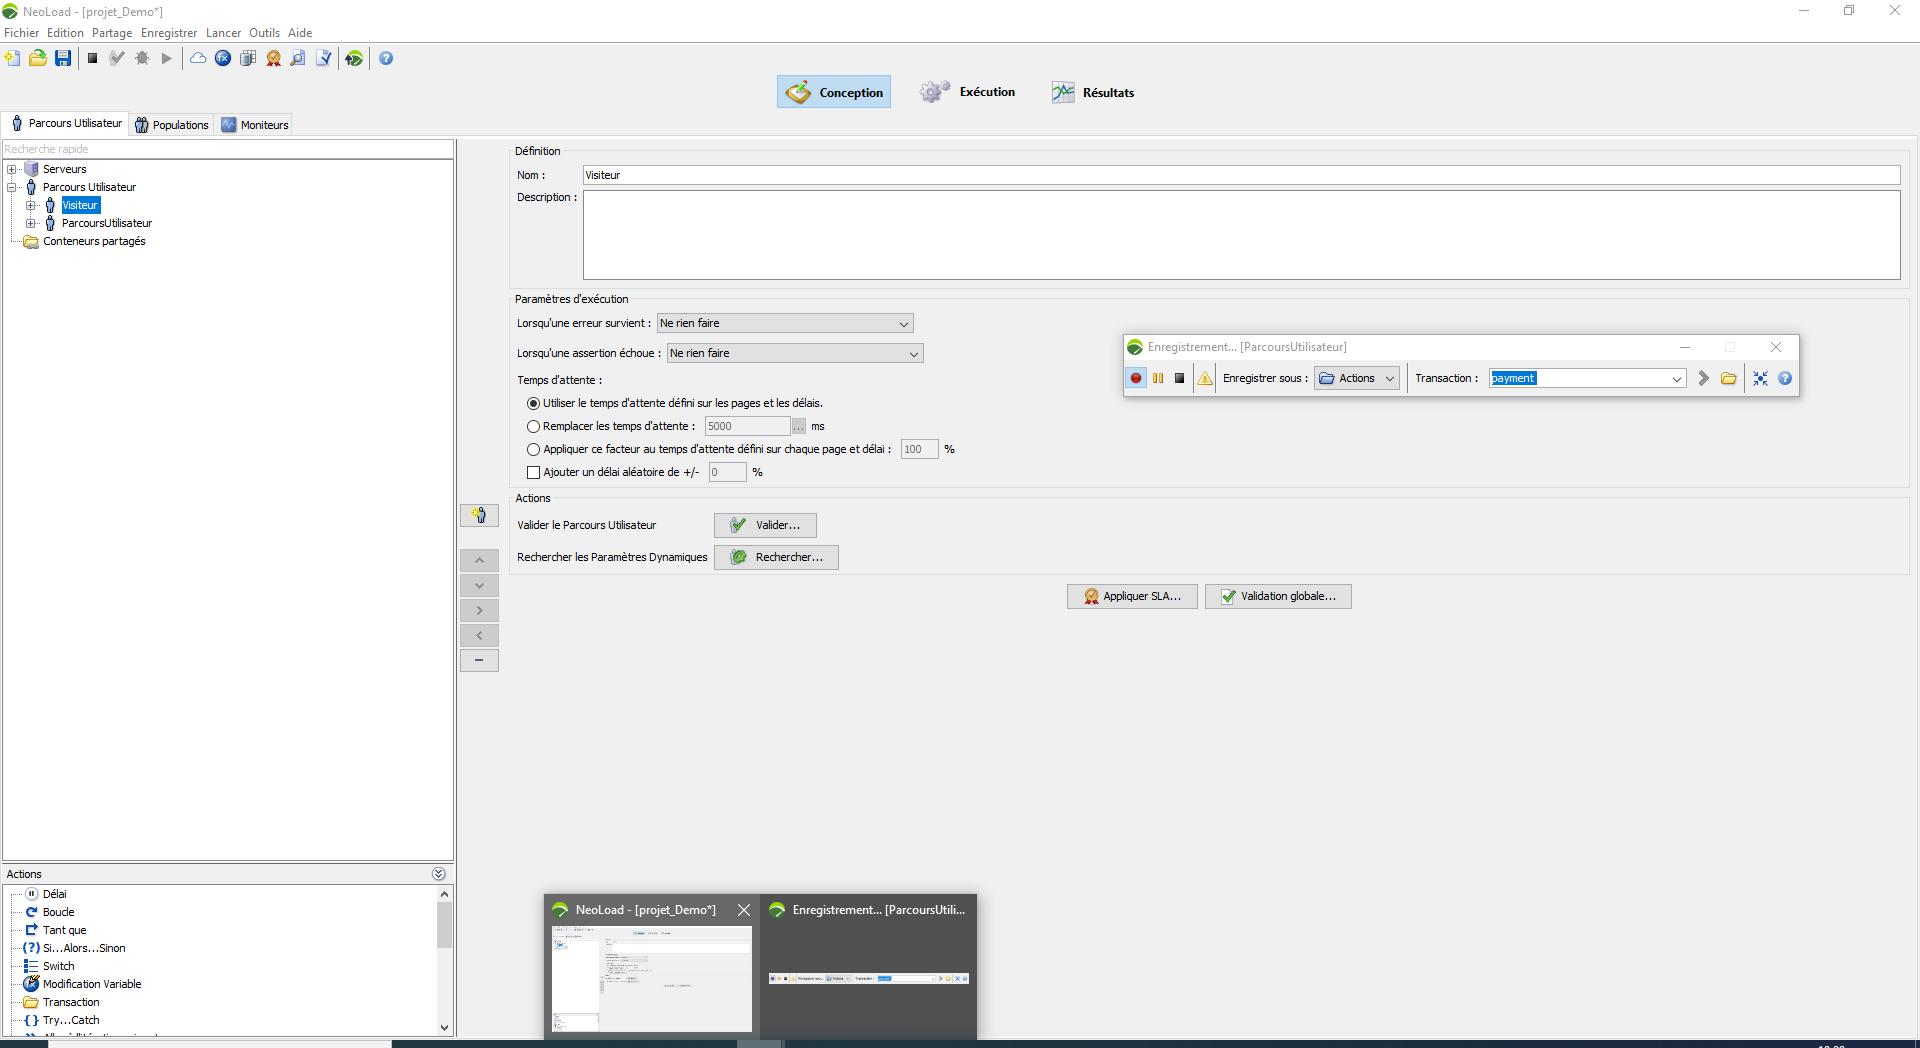 NeoLoad - [projet_Demo*]
Fichier Edition Partage Enregistrer Lancer Outils Aide
Conception Exécution Résultats
Parcours Utilisateur Populations Moniteurs
Recherche rapide
Serveurs
Parcours Utilisateur
Visiteur
ParcoursUtilisateur
Conteneurs partagés
Définition
Nom : Visiteur
Description :
Paramètres d'exécution
Lorsqu'une erreur survient : Ne rien faire
Lorsqu'une assertion échoue : Ne rien faire
Temps d'attente :
Utiliser le temps d'attente défini sur les pages et les délais.
Remplacer les temps d'attente : 5000 ... ms
Appliquer ce facteur au temps d'attente défini sur chaque page et délai : 100 %
Ajouter un délai aléatoire de +/- 0 %
Enregistrement... [ParcoursUtilisateur]
Enregistrer sous : Actions Transaction : payment
Actions
Valider le Parcours Utilisateur Valider...
Rechercher les Paramètres Dynamiques Rechercher...
Appliquer SLA... Validation globale...
Actions
Délai
Boucle
Tant que
Si...Alors...Sinon
Switch
Modification Variable
Transaction
Try...Catch
NeoLoad - [projet_Demo*] Enregistrement... [ParcoursUtili...